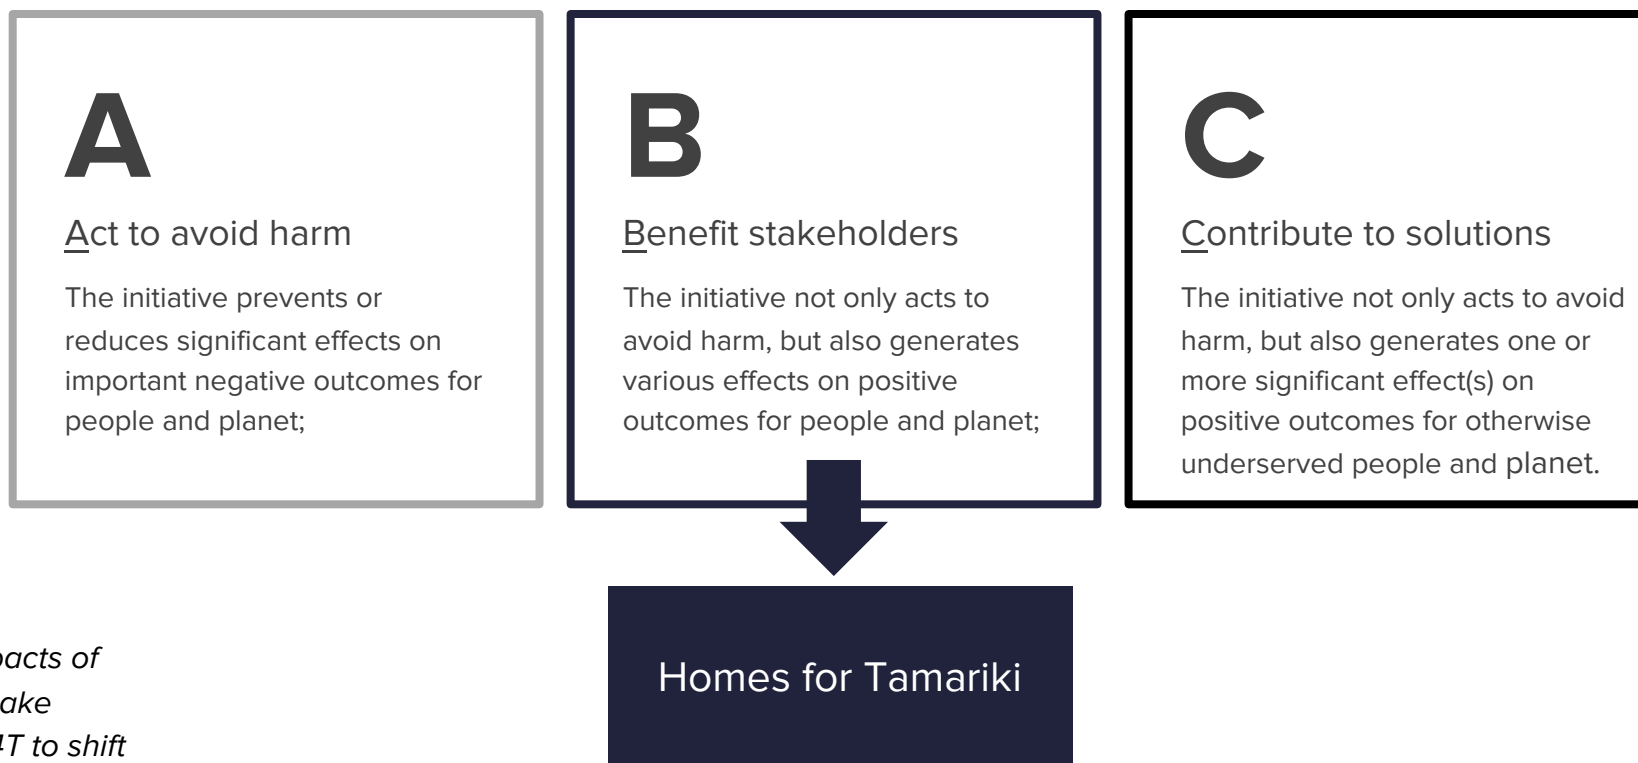 A
Act to avoid harm
The initiative prevents or
reduces significant effects on
important negative outcomes for
people and planet;
B
Benefit stakeholders
The initiative not only acts to
avoid harm, but also generates
various effects on positive
outcomes for people and planet;
C
Contribute to solutions
The initiative not only acts to avoid
harm, but also generates one or
more significant effect(s) on
positive outcomes for otherwise
underserved people and planet.
Homes for Tamariki
of
to shift